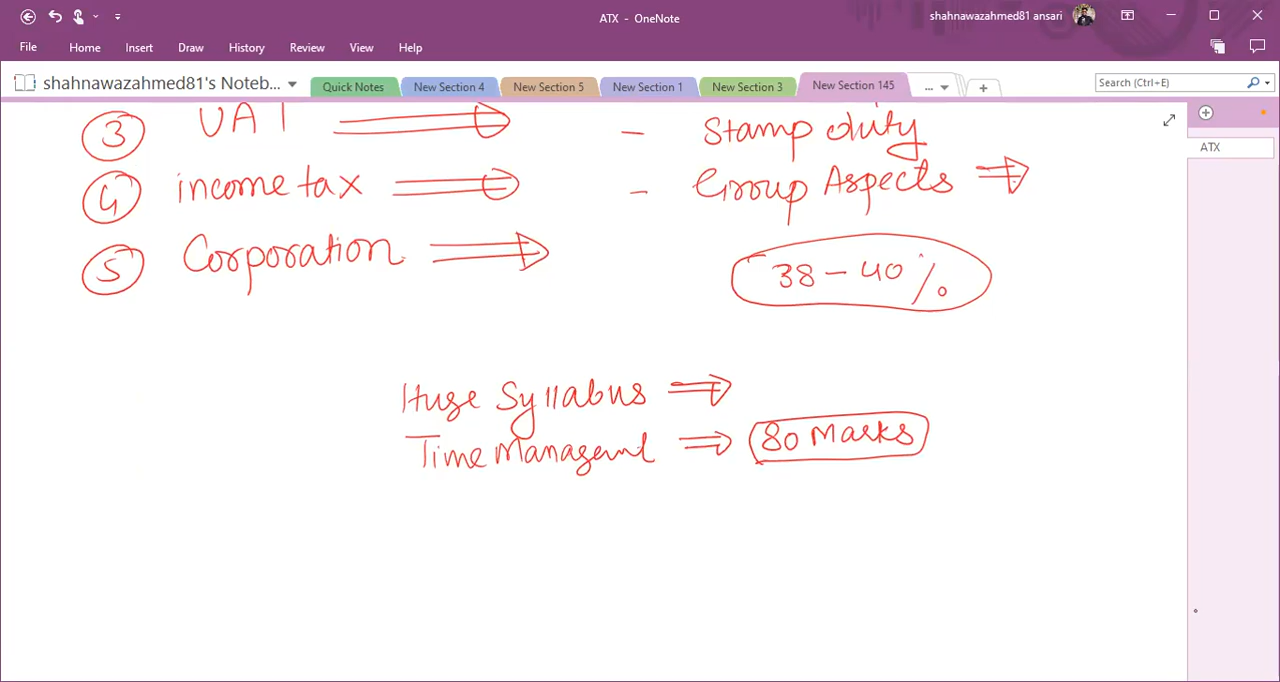 ATX - OneNote
shahnawazahmed81 ansari
File Home Insert Draw History Review View Help
shahnawazahmed81's Noteb... Quick Notes New Section 4 New Section 5 New Section 1 New Section 3 New Section 145 ... + Search (Ctrl+E)
ATX
3 VAT - Stamp duty
4 income tax - Group Aspects
5 Corporation
38 - 40 %
Huge Syllabus
Time Managemt 80 Marks